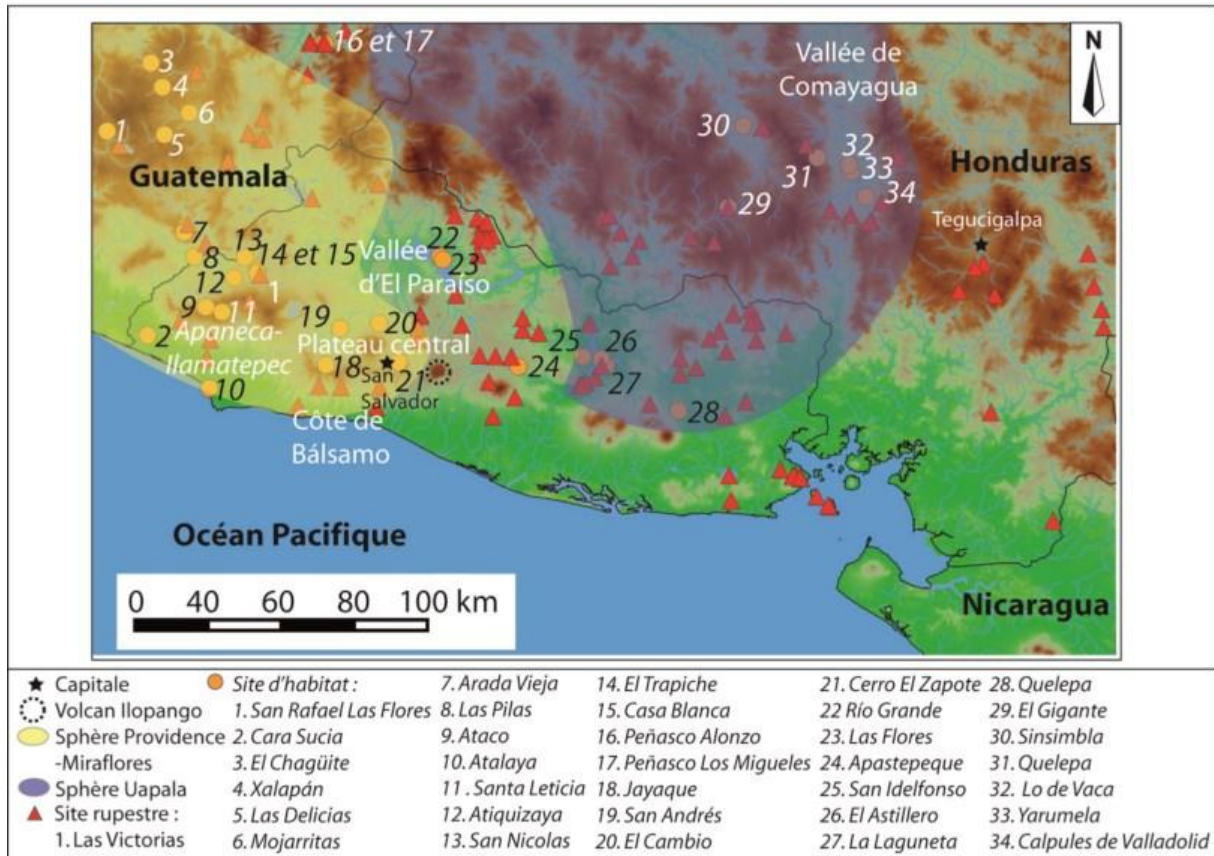 16 et 17
N
3
4
Vallée de
Comayagua
6
30
1
5
32
31
33
Honduras
Guatemala
34
29
Tegucigalpa
7
13
22
8
14 et 15
Vallée
d'El Paraíso
23
12
1
9
11
19
20
Apaneca-
Ilamatepec
2
Plateau central
25
26
18
San
Salvador
21
24
27
10
28
Côte de
Bálsamo
Océan Pacifique
0 40 60 80 100 km
Nicaragua
Capitale
Volcan Ilopango
Sphère Providence
-Miraflores
Sphère Uapala
Site rupestre :
1. Las Victorias
Site d'habitat :
1. San Rafael Las Flores
2. Cara Sucia
3. El Chagüite
4. Xalapán
5. Las Delicias
6. Mojarritas
7. Arada Vieja
8. Las Pilas
9. Ataco
10. Atalaya
11 . Santa Leticia
12. Atiquizaya
13. San Nicolas
14. El Trapiche
15. Casa Blanca
16. Peñasco Alonzo
17. Peñasco Los Migueles
18. Jayaque
19. San Andrés
20. El Cambio
21. Cerro El Zapote
22 Río Grande
23. Las Flores
24. Apastepeque
25. San Idelfonso
26. El Astillero
27. La Laguneta
28. Quelepa
29. El Gigante
30. Sinsimbla
31. Quelepa
32. Lo de Vaca
33. Yarumela
34. Calpules de Valladolid